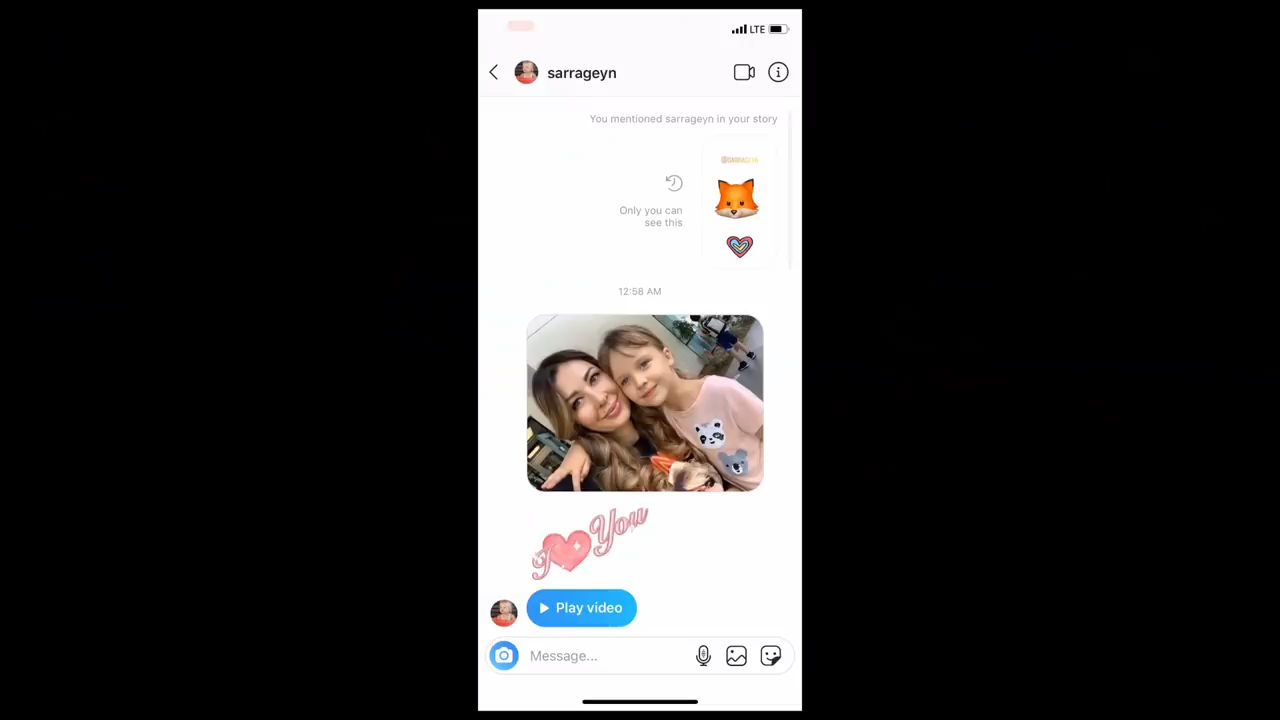 LTE
sarrageyn
You mentioned sarrageyn in your story
Only you can
see this
12:58 AM
I You
Play video
Message...